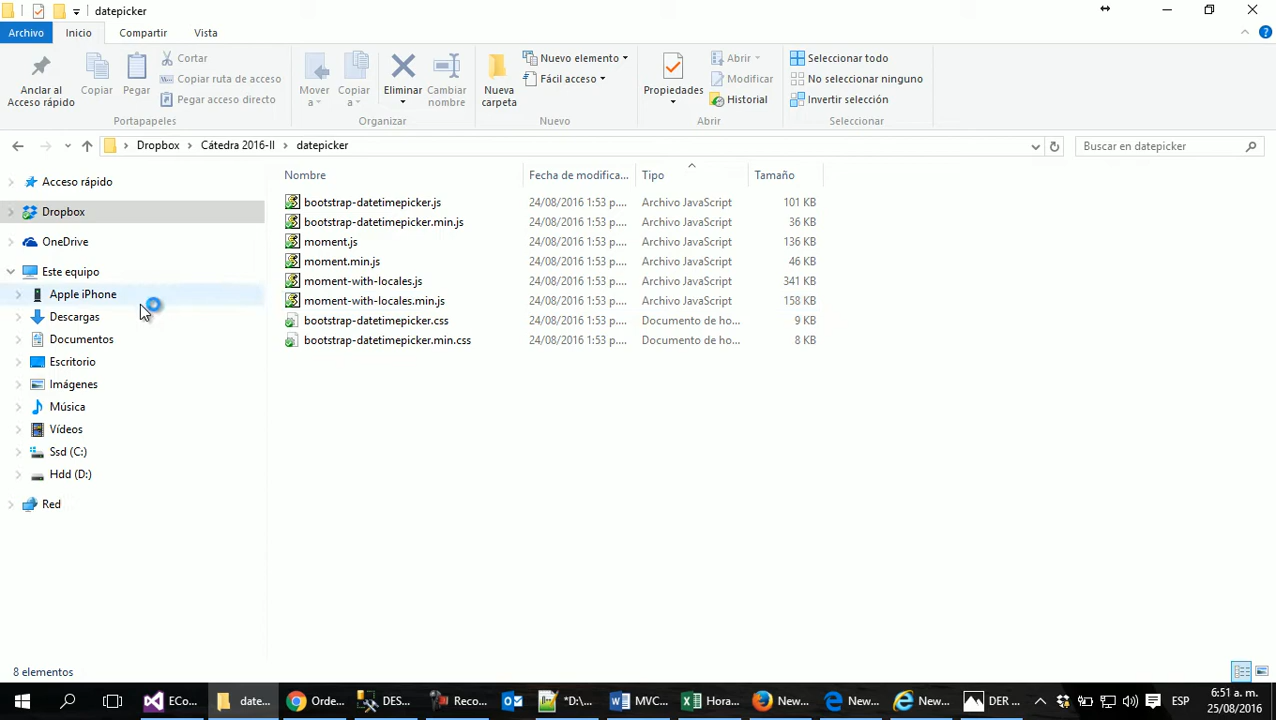 datepicker
Archivo Inicio Compartir Vista
Anclar al Acceso rápido
Copiar
Pegar
Cortar
Copiar ruta de acceso
Pegar acceso directo
Portapapeles
Mover a
Copiar a
Eliminar
Cambiar nombre
Organizar
Nueva carpeta
Nuevo elemento
Fácil acceso
Nuevo
Propiedades
Abrir
Modificar
Historial
Abrir
Seleccionar todo
No seleccionar ninguno
Invertir selección
Seleccionar
Dropbox Cátedra 2016-II datepicker
Buscar en datepicker
Acceso rápido
Dropbox
OneDrive
Este equipo
Apple iPhone
Descargas
Documentos
Escritorio
Imágenes
Música
Vídeos
Ssd (C:)
Hdd (D:)
Red
Nombre Fecha de modifica... Tipo Tamaño
bootstrap-datetimepicker.js 24/08/2016 1:53 p.... Archivo JavaScript 101 KB
bootstrap-datetimepicker.min.js 24/08/2016 1:53 p.... Archivo JavaScript 36 KB
moment.js 24/08/2016 1:53 p.... Archivo JavaScript 136 KB
moment.min.js 24/08/2016 1:53 p.... Archivo JavaScript 46 KB
moment-with-locales.js 24/08/2016 1:53 p.... Archivo JavaScript 341 KB
moment-with-locales.min.js 24/08/2016 1:53 p.... Archivo JavaScript 158 KB
bootstrap-datetimepicker.css 24/08/2016 1:53 p.... Documento de ho... 9 KB
bootstrap-datetimepicker.min.css 24/08/2016 1:53 p.... Documento de ho... 8 KB
8 elementos
ECo... date... Orde... DES... Reco... *D:\... MVC... Hora... New... New... New... DER ... ESP
6:51 a. m.
25/08/2016